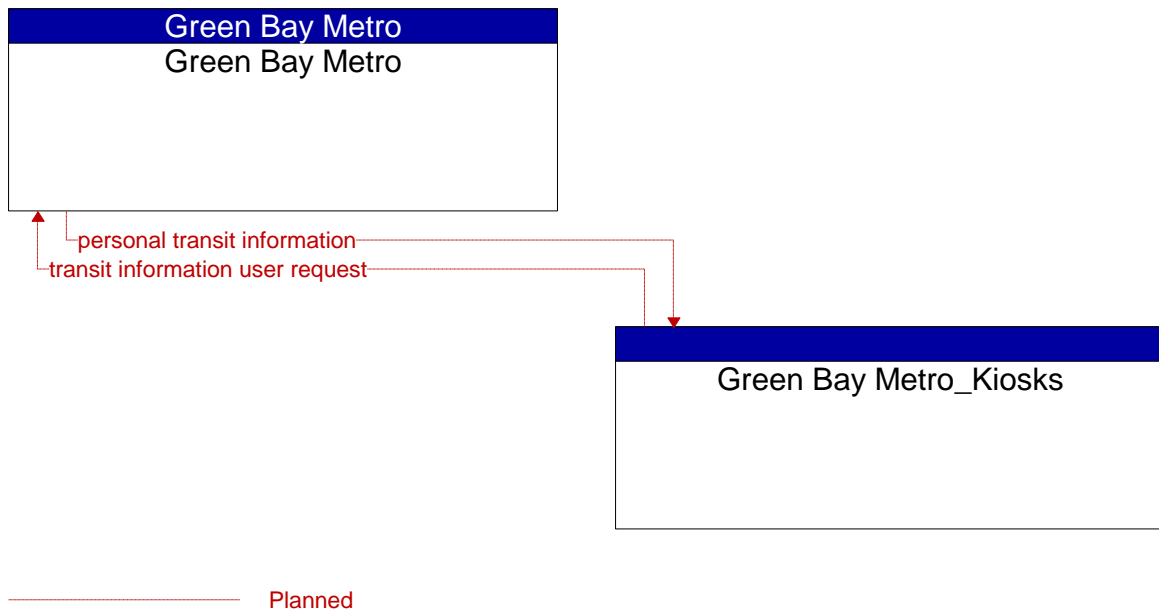 Green Bay Metro
Green Bay Metro
personal transit information
transit information user request
Green Bay Metro_Kiosks
Planned